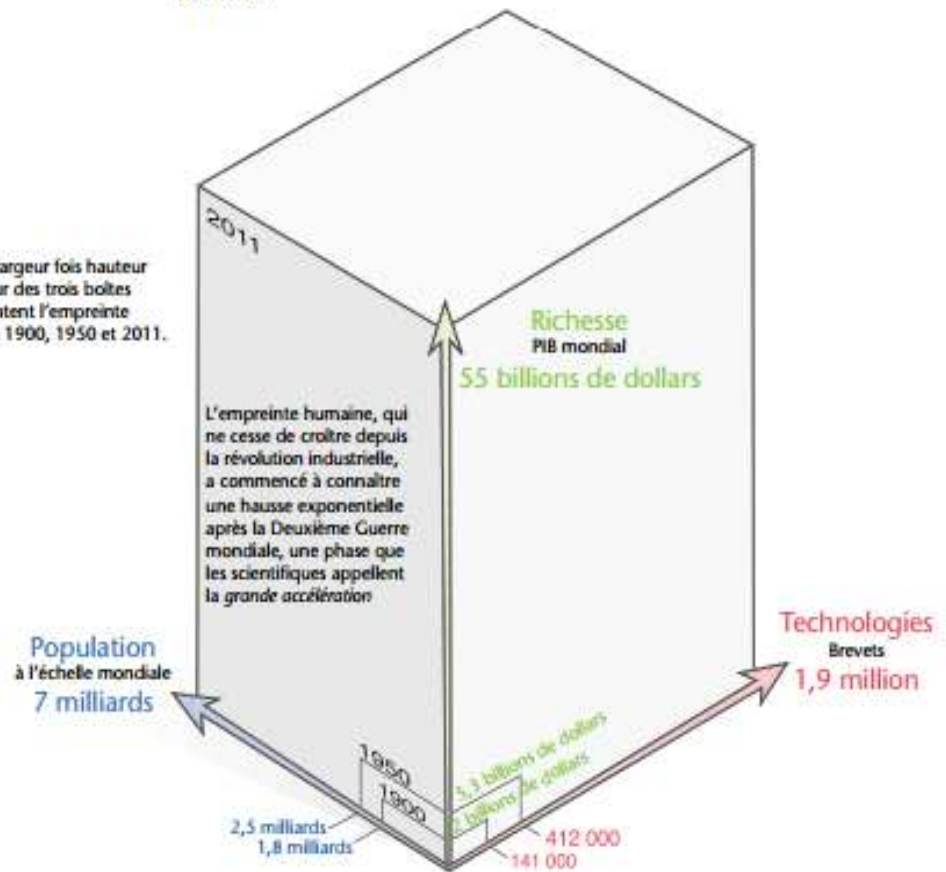 argeur fois hauteur
ur des trois boîtes
ntent l'empreinte
1900, 1950 et 2011.
2011
Richesse
PIB mondial
55 billions de dollars
L'empreinte humaine, qui
ne cesse de croître depuis
la révolution industrielle,
a commencé à connaître
une hausse exponentielle
après la Deuxième Guerre
mondiale, une phase que
les scientifiques appellent
la grande accélération
Population
à l'échelle mondiale
7 milliards
Technologies
Brevets
1,9 million
1950
1900
5,3 billions de dollars
2 billions de dollars
2,5 milliards
1,8 milliards
412 000
141 000